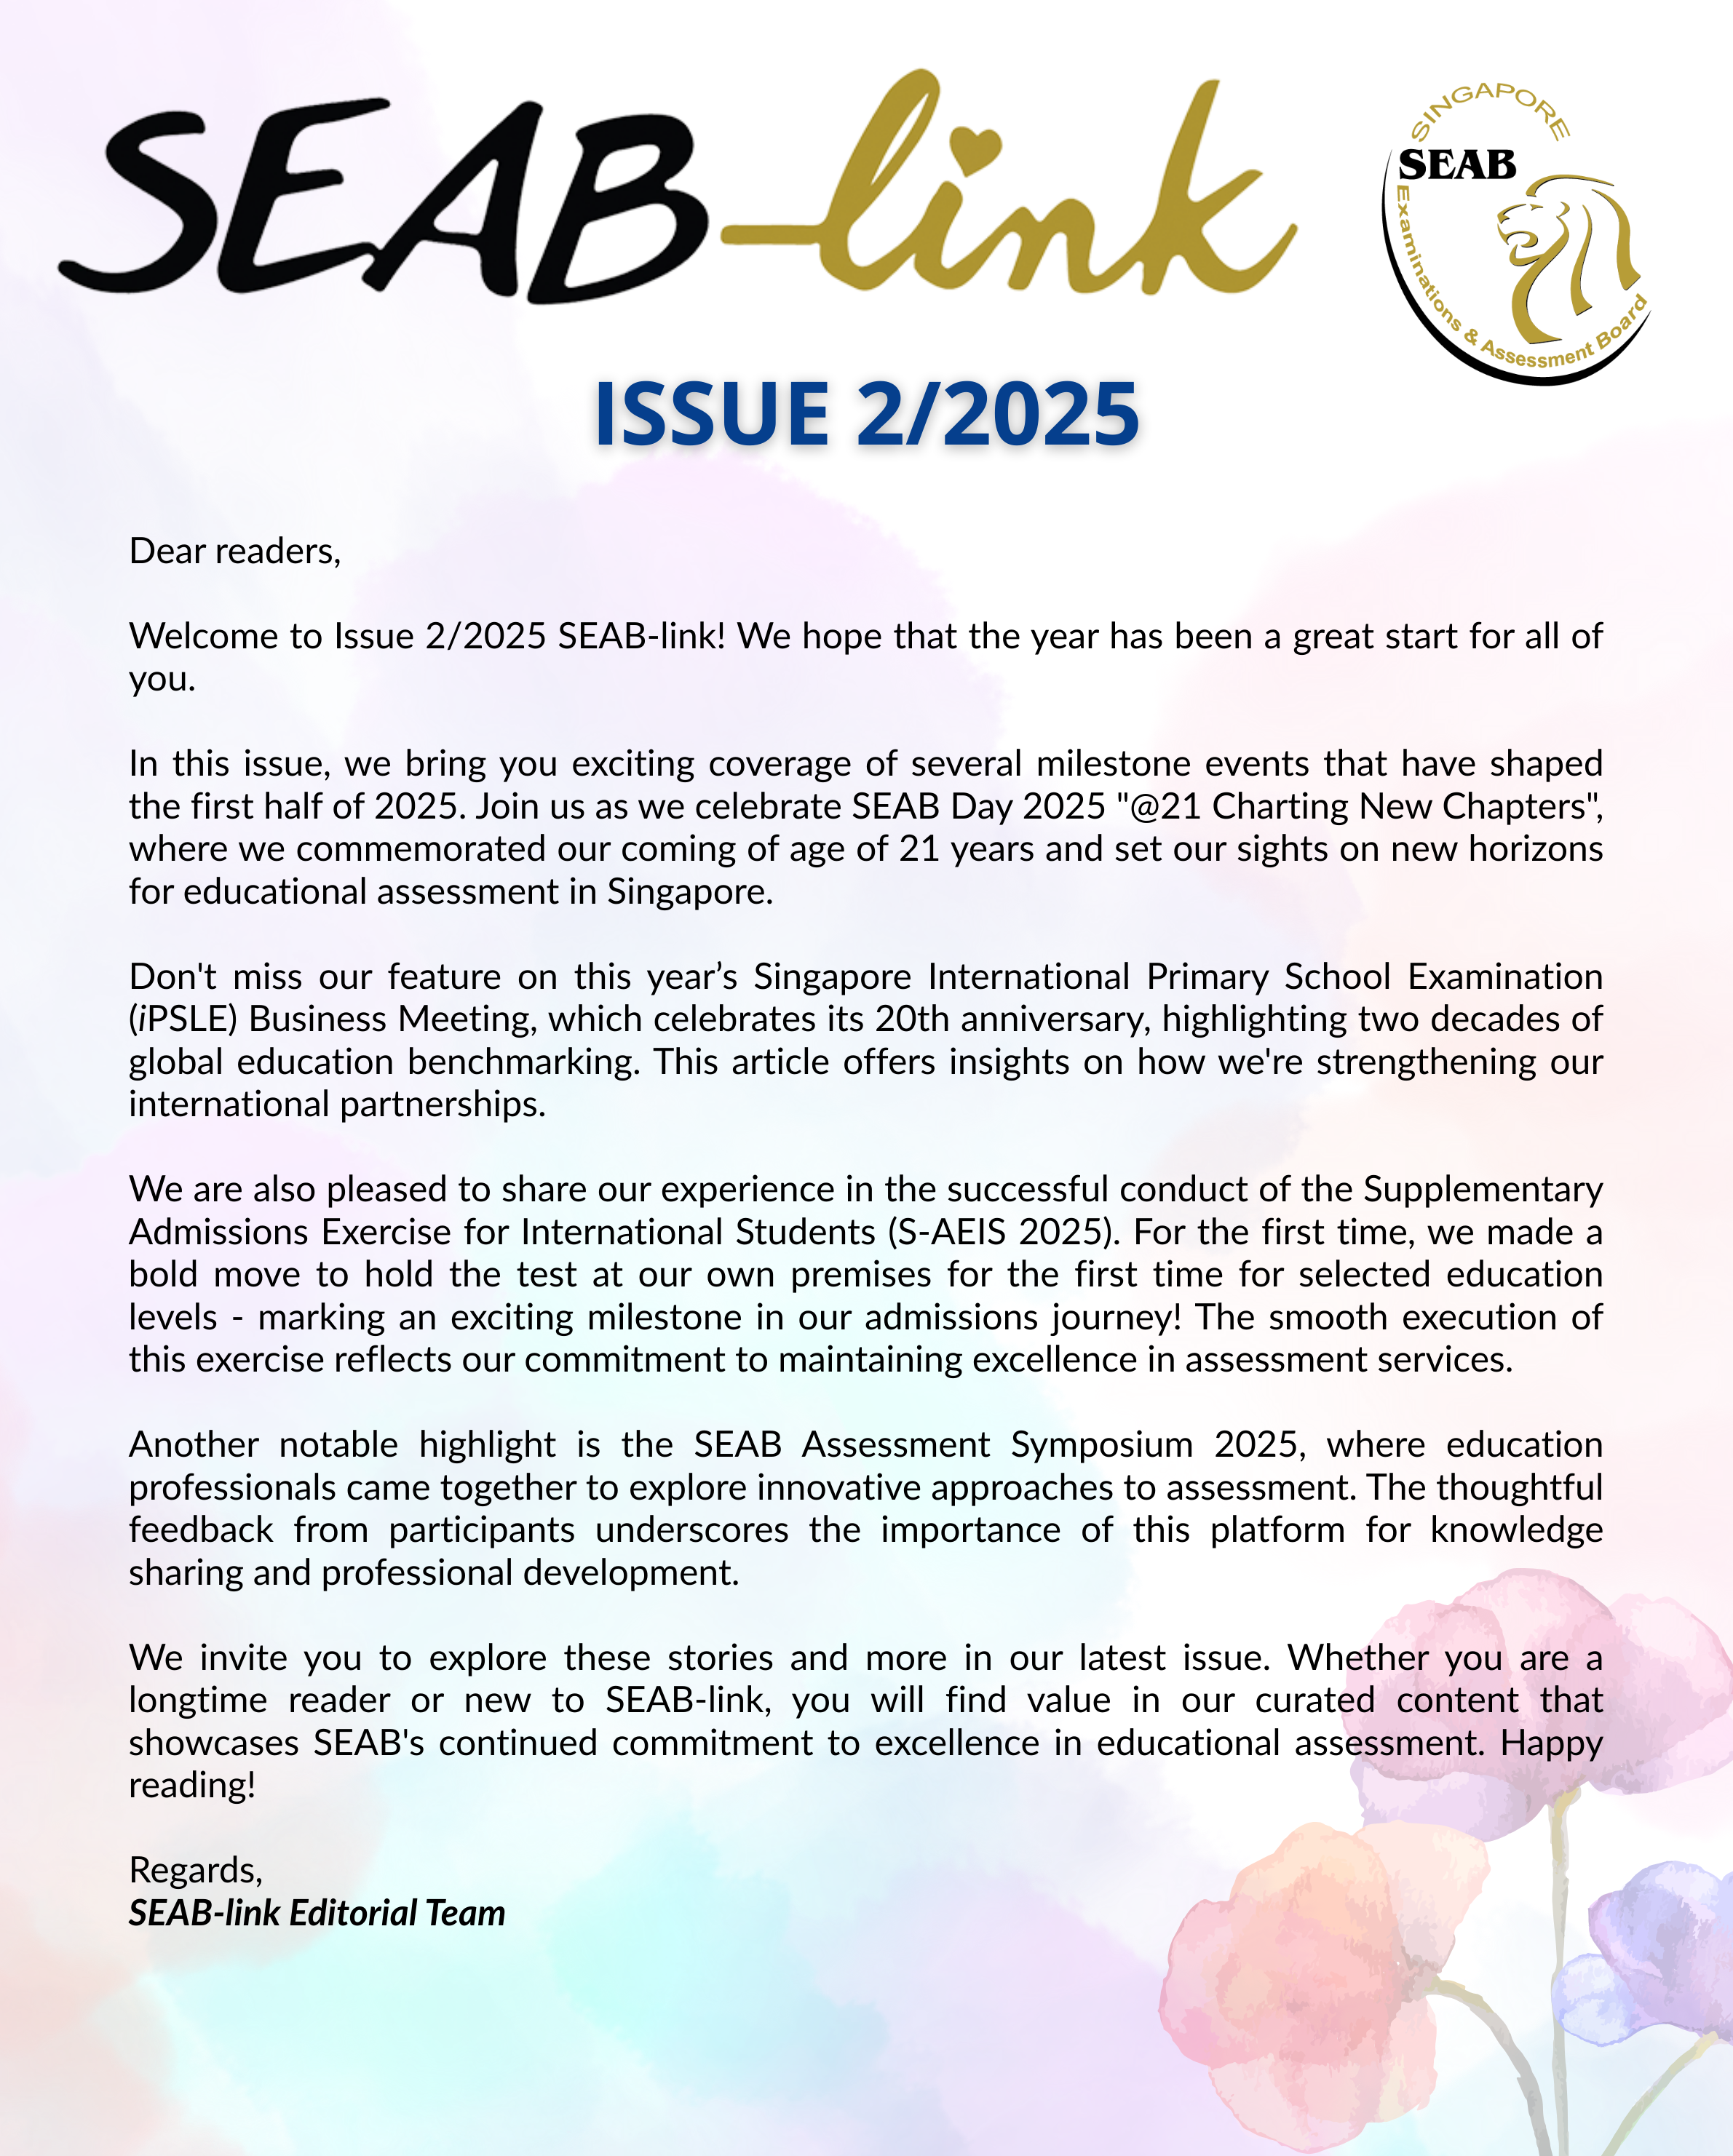 SEAB-link
SINGAPORE
SEAB
Examinations & Assessment Board
ISSUE 2/2025
Dear readers,
Welcome to Issue 2/2025 SEAB-link! We hope that the year has been a great start for all of
you.
In this issue, we bring you exciting coverage of several milestone events that have shaped
the first half of 2025. Join us as we celebrate SEAB Day 2025 "@21 Charting New Chapters",
where we commemorated our coming of age of 21 years and set our sights on new horizons
for educational assessment in Singapore.
Don't miss our feature on this year’s Singapore International Primary School Examination
(iPSLE) Business Meeting, which celebrates its 20th anniversary, highlighting two decades of
global education benchmarking. This article offers insights on how we're strengthening our
international partnerships.
We are also pleased to share our experience in the successful conduct of the Supplementary
Admissions Exercise for International Students (S-AEIS 2025). For the first time, we made a
bold move to hold the test at our own premises for the first time for selected education
levels - marking an exciting milestone in our admissions journey! The smooth execution of
this exercise reflects our commitment to maintaining excellence in assessment services.
Another notable highlight is the SEAB Assessment Symposium 2025, where education
professionals came together to explore innovative approaches to assessment. The thoughtful
feedback from participants underscores the importance of this platform for knowledge
sharing and professional development.
We invite you to explore these stories and more in our latest issue. Whether you are a
longtime reader or new to SEAB-link, you will find value in our curated content that
showcases SEAB's continued commitment to excellence in educational assessment. Happy
reading!
Regards,
SEAB-link Editorial Team